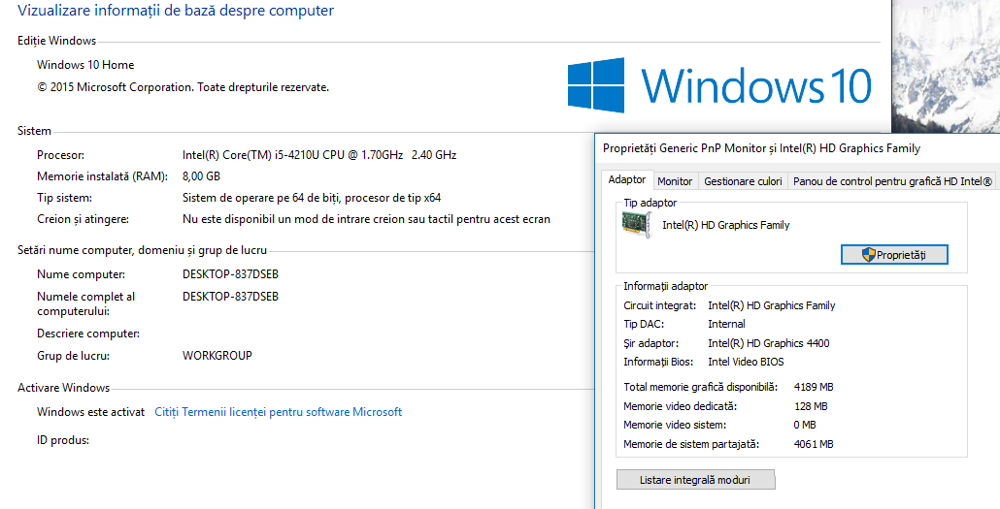 Vizualizare informații de bază despre computer
Ediție Windows
Windows 10 Home
© 2015 Microsoft Corporation. Toate drepturile rezervate.
Windows 10
Sistem
Procesor: Intel(R) Core(TM) i5-4210U CPU @ 1.70GHz 2.40 GHz
Memorie instalată (RAM): 8,00 GB
Tip sistem: Sistem de operare pe 64 de biți, procesor de tip x64
Creion și atingere: Nu este disponibil un mod de intrare creion sau tactil pentru acest ecran
Setări nume computer, domeniu și grup de lucru
Nume computer: DESKTOP-837DSEB
Numele complet al computerului: DESKTOP-837DSEB
Descriere computer:
Grup de lucru: WORKGROUP
Activare Windows
Windows este activat Citiți Termenii licenței pentru software Microsoft
ID produs:
Proprietăți Generic PnP Monitor și Intel(R) HD Graphics Family
Adaptor Monitor Gestionare culori Panou de control pentru grafică HD Intel®
Tip adaptor
Intel(R) HD Graphics Family
Proprietăți
Informații adaptor
Circuit integrat: Intel(R) HD Graphics Family
Tip DAC: Internal
Șir adaptor: Intel(R) HD Graphics 4400
Informații Bios: Intel Video BIOS
Total memorie grafică disponibilă: 4189 MB
Memorie video dedicată: 128 MB
Memorie video sistem: 0 MB
Memorie de sistem partajată: 4061 MB
Listare integrală moduri